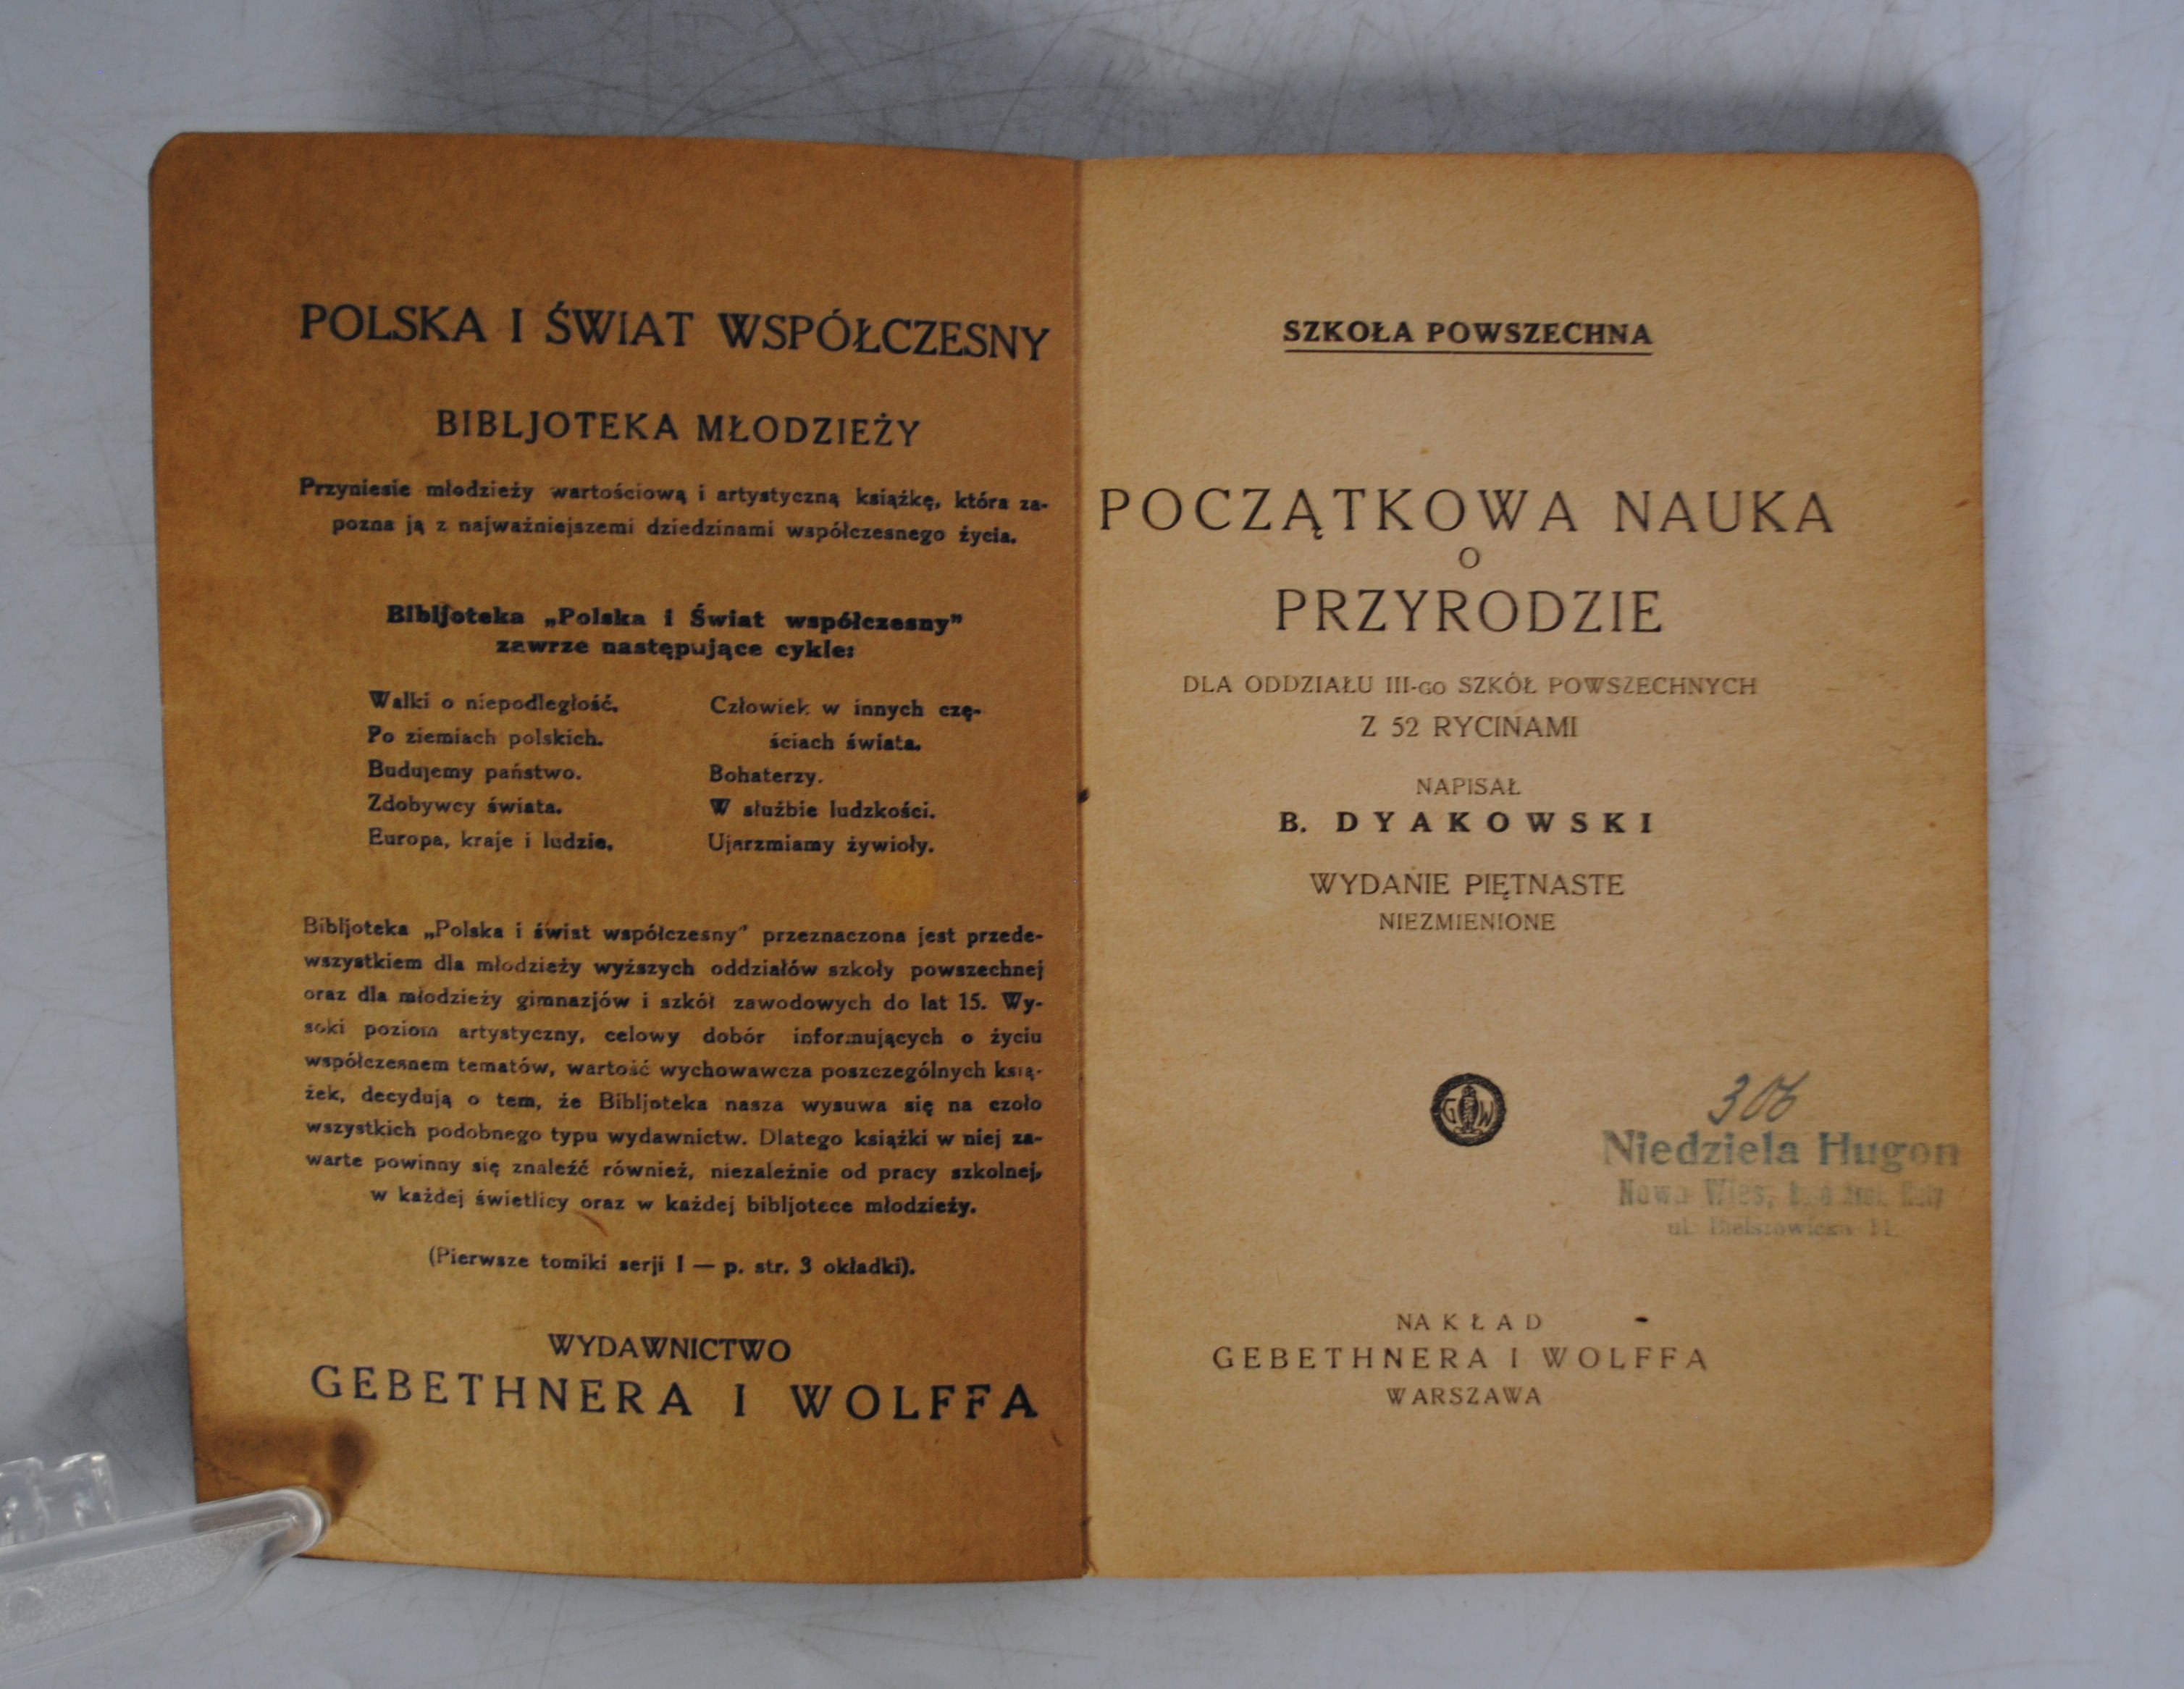 POLSKA I ŚWIAT WSPÓŁCZESNY
BIBLJOTEKA MŁODZIEŻY
Przyniesie młodzieży wartościową i artystyczną książkę, która za-
pozna ją z najważniejszemi dziedzinami współczesnego życia.
Bibljoteka „Polska i Świat współczesny"
zawrze następujące cykle:
Walki o niepodległość.
Po ziemiach polskich.
Budujemy państwo.
Zdobywcy świata.
Europa, kraje i ludzie.
Człowiek w innych czę-
ściach świata.
Bohaterzy.
W służbie ludzkości.
Ujarzmiamy żywioły.
Bibljoteka „Polska i świat współczesny" przeznaczona jest przede-
wszystkiem dla młodzieży wyższych oddziałów szkoły powszechnej
oraz dla młodzieży gimnazjów i szkół zawodowych do lat 15. Wy-
soki poziom artystyczny, celowy dobór informujących o życiu
współczesnem tematów, wartość wychowawcza poszczególnych ksią-
żek, decydują o tem, że Bibljoteka nasza wysuwa się na czoło
wszystkich podobnego typu wydawnictw. Dlatego książki w niej za-
warte powinny się znaleźć również, niezależnie od pracy szkolnej,
w każdej świetlicy oraz w każdej bibljotece młodzieży.
(Pierwsze tomiki serji I — p. str. 3 okładki).
WYDAWNICTWO
GEBETHNERA I WOLFFA
SZKOŁA POWSZECHNA
POCZĄTKOWA NAUKA
O
PRZYRODZIE
DLA ODDZIAŁU III-GO SZKÓŁ POWSZECHNYCH
Z 52 RYCINAMI
NAPISAŁ
B. DYAKOWSKI
WYDANIE PIĘTNASTE
NIEZMIENIONE
G W
306
Niedziela Hugon
Nowa Wies,
ul. Bielszowicka 11.
NAKŁAD
GEBETHNERA I WOLFFA
WARSZAWA